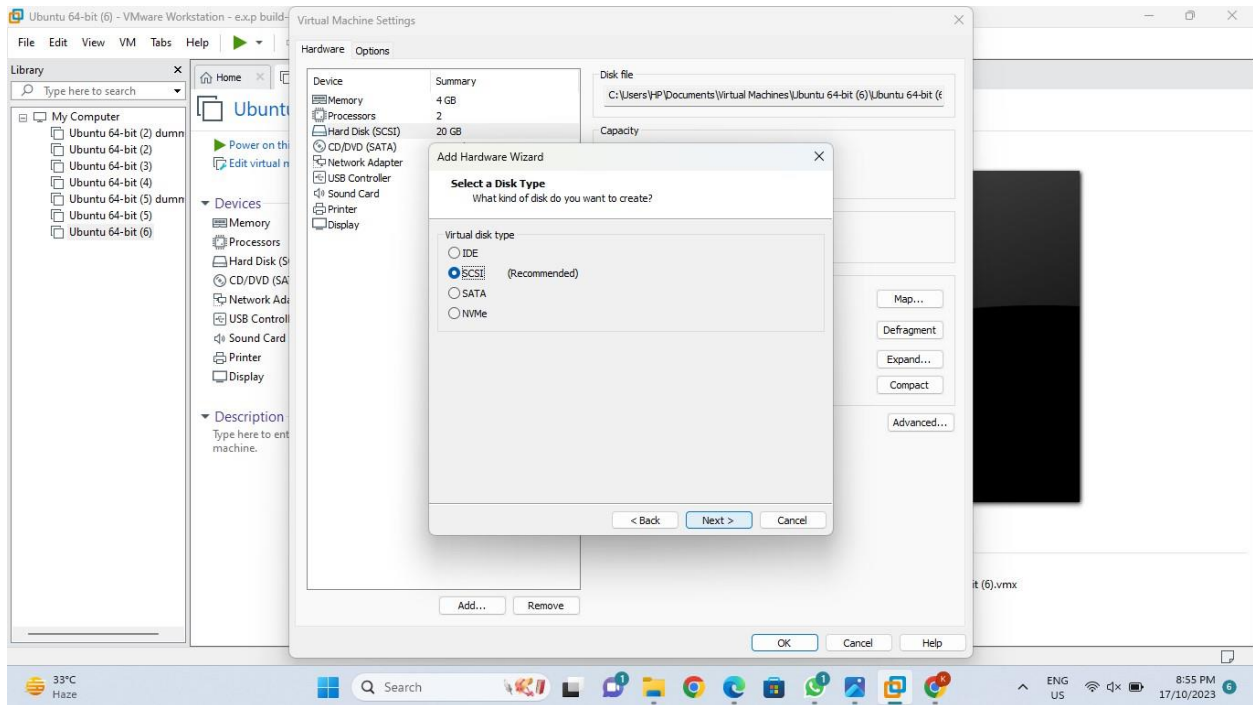 Ubuntu 64-bit (6) - VMware Workstation - e.x.p build-
File Edit View VM Tabs Help
Library
Type here to search
My Computer
Ubuntu 64-bit (2) dumm
Ubuntu 64-bit (2)
Ubuntu 64-bit (3)
Ubuntu 64-bit (4)
Ubuntu 64-bit (5) dumm
Ubuntu 64-bit (5)
Ubuntu 64-bit (6)
Home
Ubuntu
Power on th
Edit virtual m
Devices
Memory
Processors
Hard Disk (S
CD/DVD (SA
Network Ada
USB Controll
Sound Card
Printer
Display
Description
Type here to ent
machine.
Virtual Machine Settings
Hardware Options
Device Summary
Memory 4 GB
Processors 2
Hard Disk (SCSI) 20 GB
CD/DVD (SATA)
Network Adapter
USB Controller
Sound Card
Printer
Display
Add... Remove
Disk file
C:\Users\HP\Documents\Virtual Machines\Ubuntu 64-bit (6)\Ubuntu 64-bit (6
Capacity
Map...
Defragment
Expand...
Compact
Advanced...
OK Cancel Help
Add Hardware Wizard
Select a Disk Type
What kind of disk do you want to create?
Virtual disk type
IDE
SCSI (Recommended)
SATA
NVMe
< Back Next > Cancel
it (6).vmx
33°C
Haze
Search
1
1
K
ENG
US
8:55 PM
17/10/2023
6